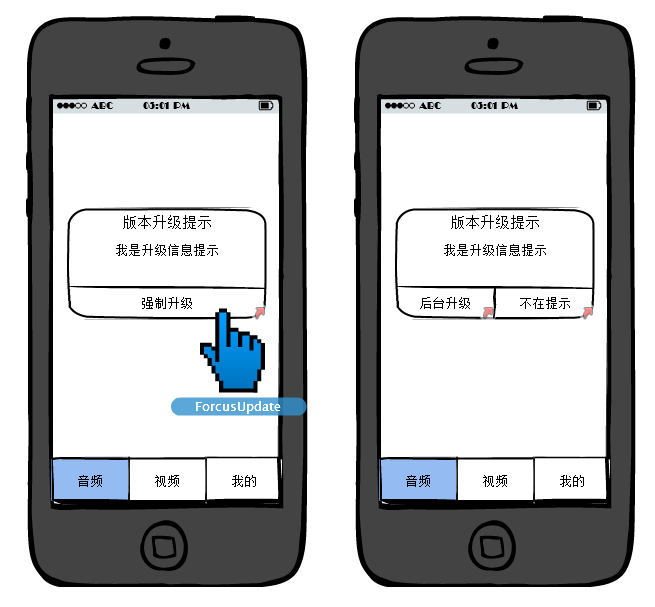 ABC 03:01 PM
版本升级提示
我是升级信息提示
强制升级
ForcusUpdate
音频 视频 我的
ABC 03:01 PM
版本升级提示
我是升级信息提示
后台升级 不在提示
音频 视频 我的